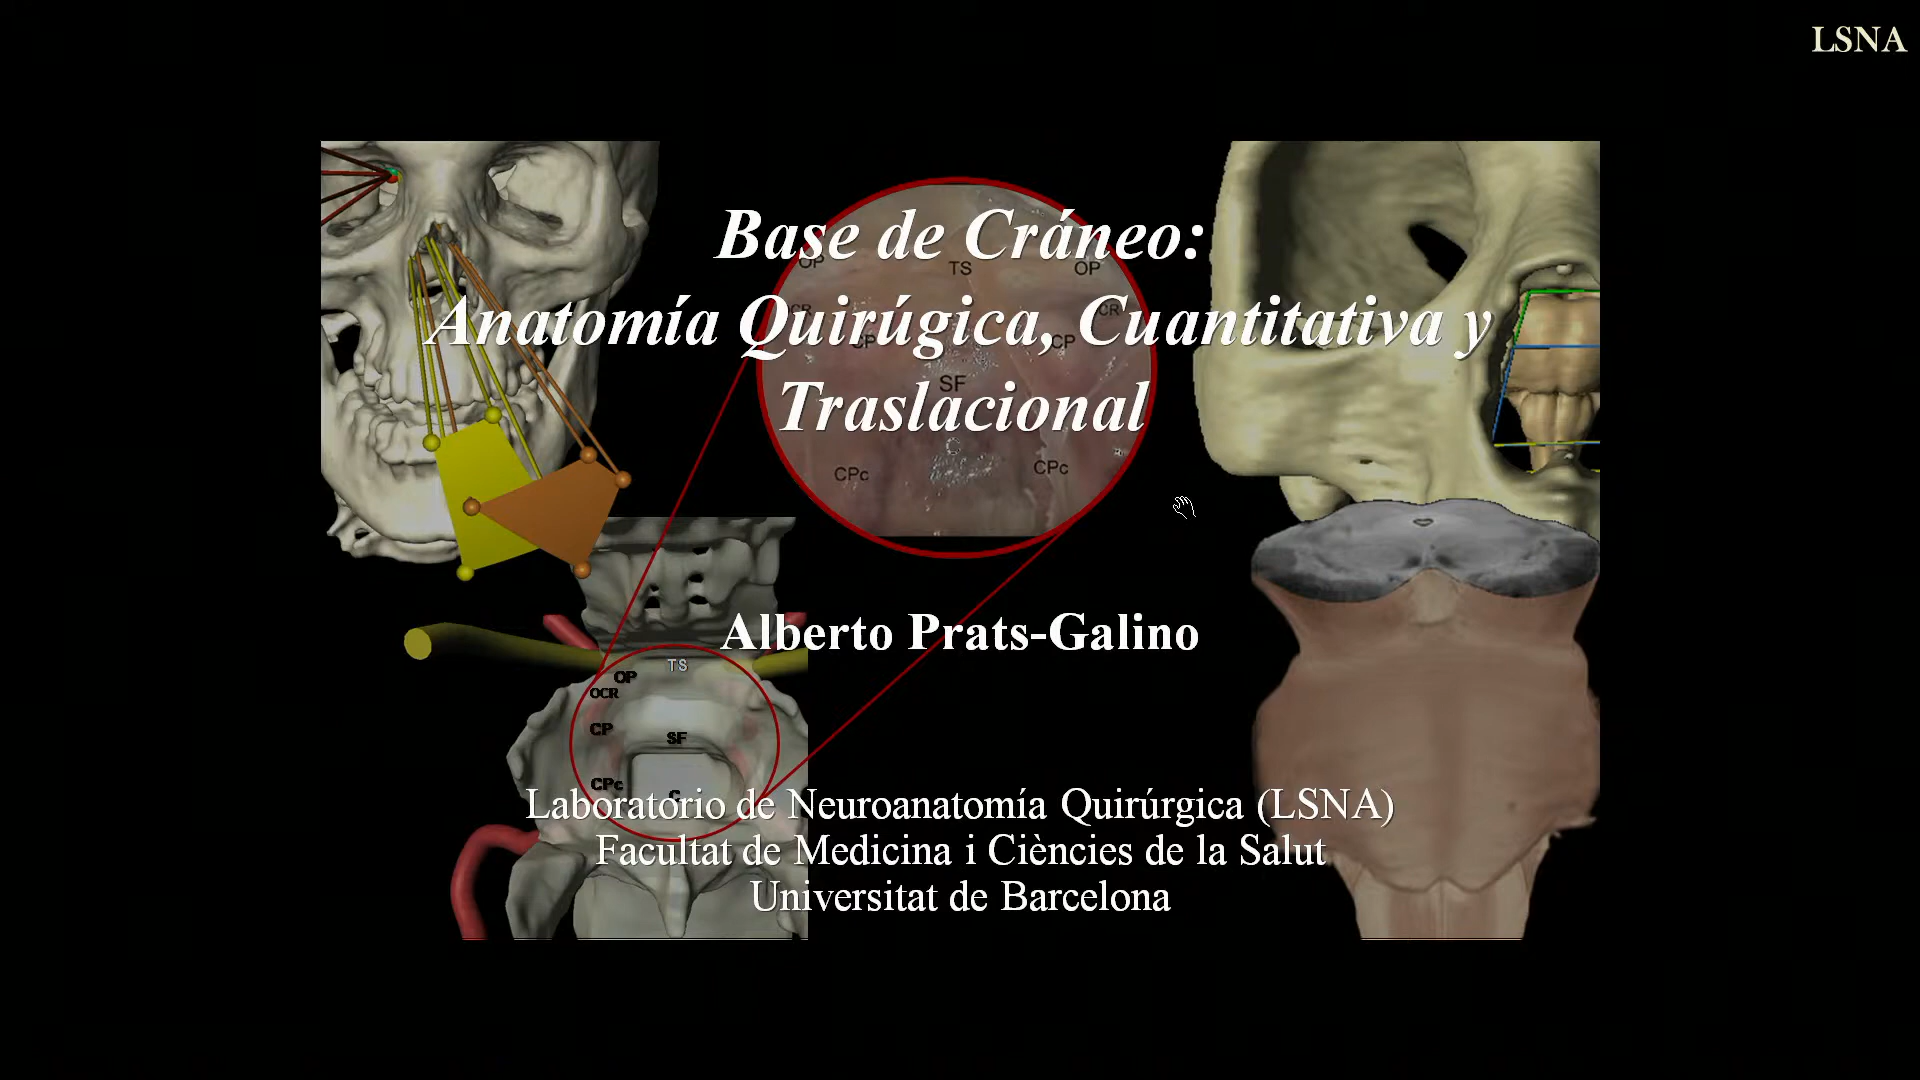 LSNA
Base de Cráneo:
OP TS OP
Anatomía Quirúgica, Cuantitativa y
CR CR
CP CP
SF
Traslacional
CPc CPc
Alberto Prats-Galino
TS
OP
OCR
CP
SF
CPc
C
Laboratorio de Neuroanatomía Quirúrgica (LSNA)
Facultat de Medicina i Ciències de la Salut
Universitat de Barcelona